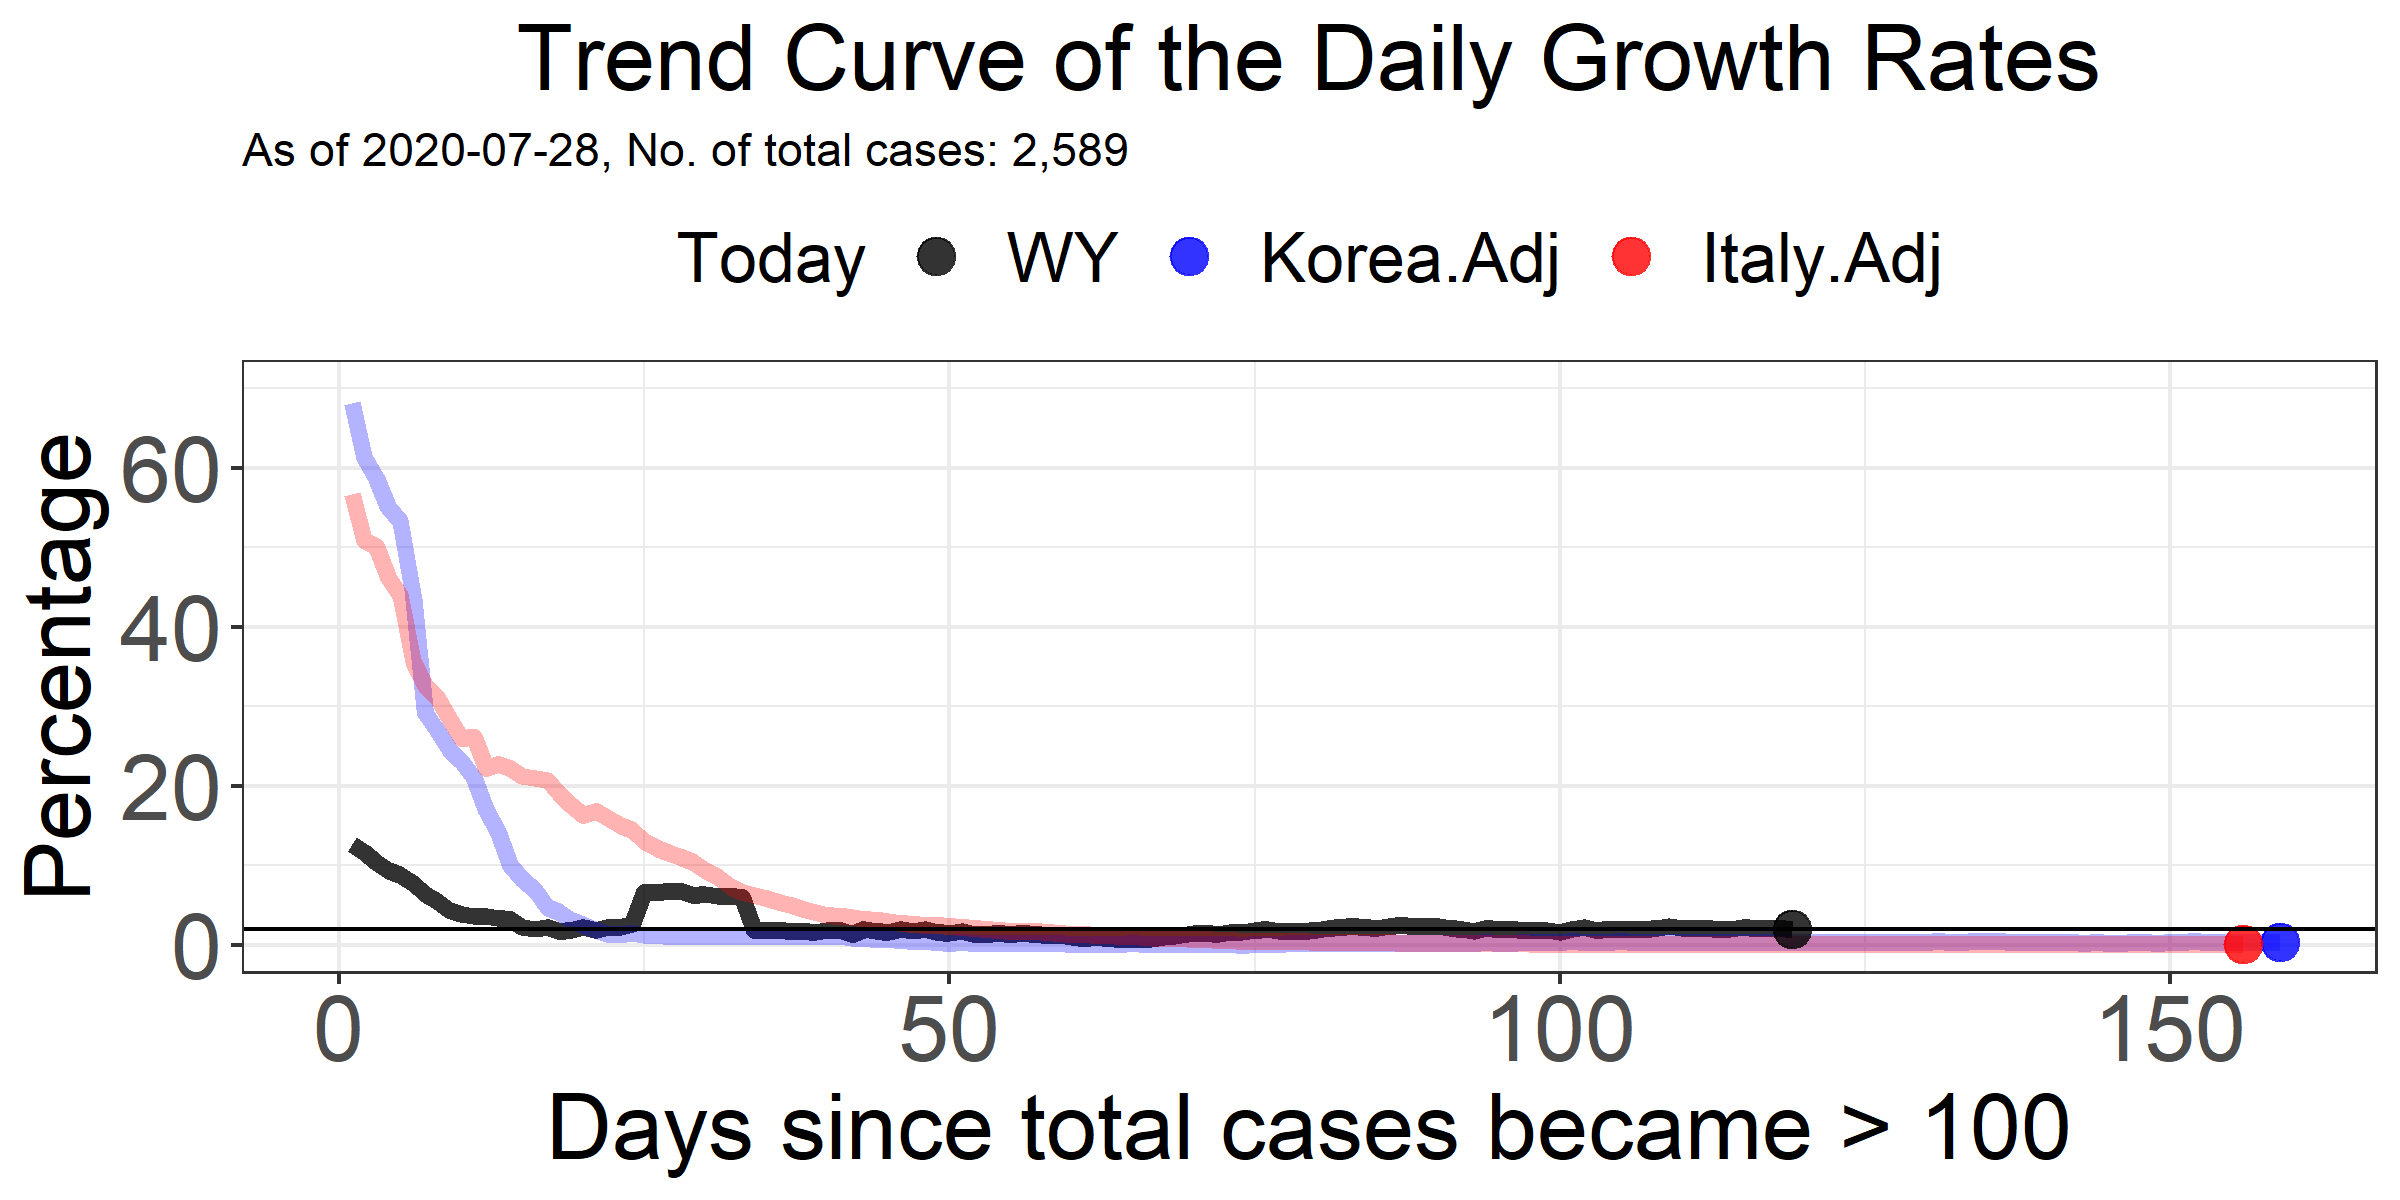 Trend Curve of the Daily Growth Rates
As of 2020-07-28, No. of total cases: 2,589
Today WY Korea.Adj Italy.Adj
Percentage
60
40
20
0
0 50 100 150
Days since total cases became > 100